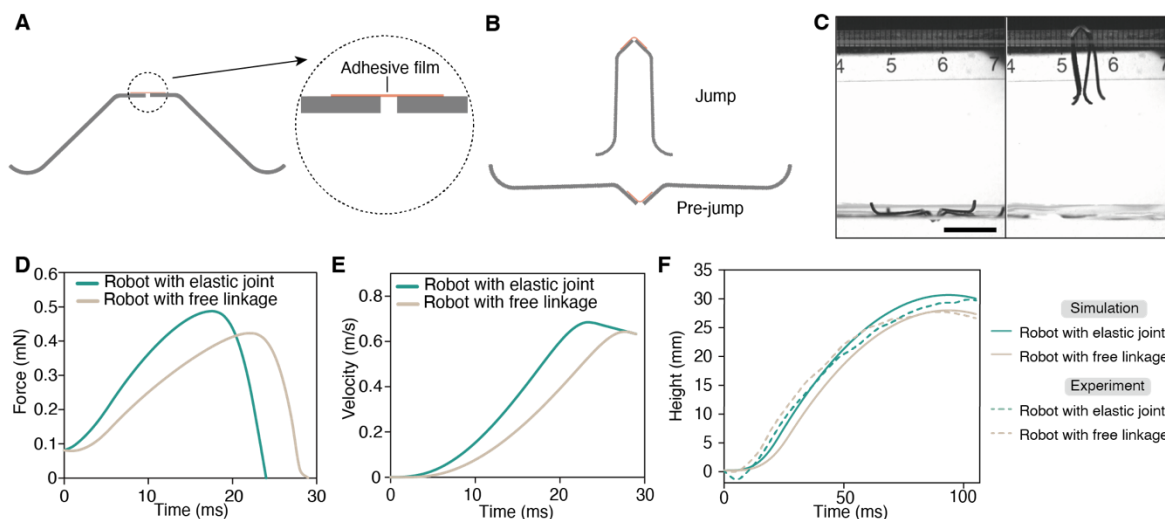 A
Adhesive film
B
Jump
Pre-jump
C
4 5 6 7
4 5 6 7
D
Robot with elastic joint
Robot with free linkage
Force (mN)
0.6
0.5
0.4
0.3
0.2
0.1
0
0 10 20 30
Time (ms)
E
Robot with elastic joint
Robot with free linkage
Velocity (m/s)
0.8
0.6
0.4
0.2
0
0 10 20 30
Time (ms)
F
Height (mm)
35
30
25
20
15
10
5
0
0 50 100
Time (ms)
Simulation
Robot with elastic joint
Robot with free linkage
Experiment
Robot with elastic joint
Robot with free linkage